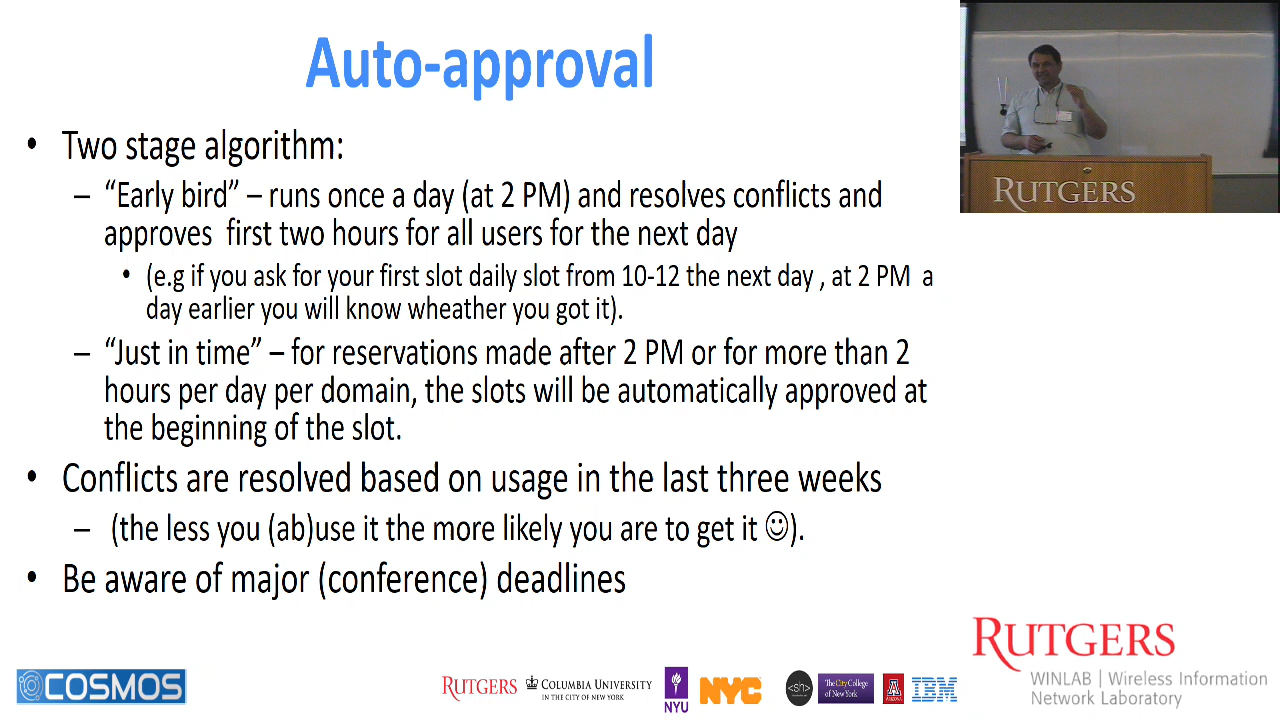 Auto-approval
• Two stage algorithm:
– “Early bird” – runs once a day (at 2 PM) and resolves conflicts and
approves first two hours for all users for the next day
• (e.g if you ask for your first slot daily slot from 10-12 the next day , at 2 PM a
day earlier you will know wheather you got it).
– “Just in time” – for reservations made after 2 PM or for more than 2
hours per day per domain, the slots will be automatically approved at
the beginning of the slot.
• Conflicts are resolved based on usage in the last three weeks
– (the less you (ab)use it the more likely you are to get it ☺).
• Be aware of major (conference) deadlines
RUTGERS
COSMOS
RUTGERS
COLUMBIA UNIVERSITY
IN THE CITY OF NEW YORK
NYU
NYC
<sh>
The City College
of New York
A
IBM
RUTGERS
WINLAB | Wireless Information
Network Laboratory